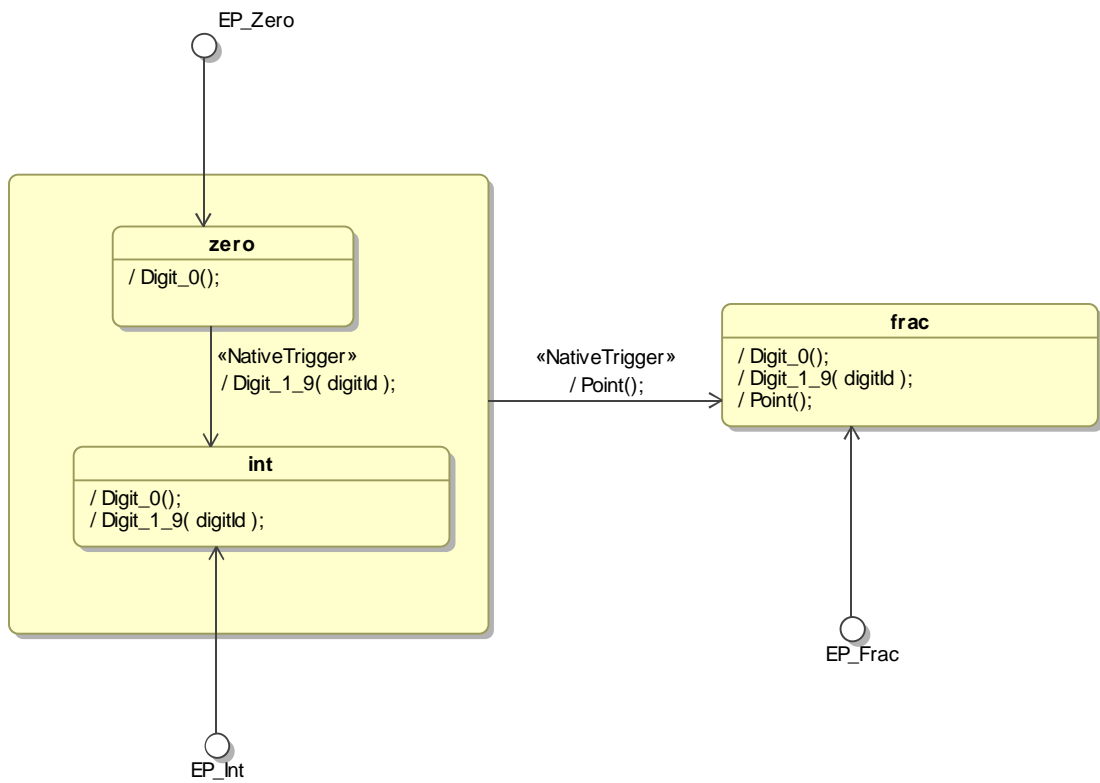 EP_Zero
zero
/ Digit_0();
«NativeTrigger»
/ Digit_1_9( digitId );
int
/ Digit_0();
/ Digit_1_9( digitId );
EP_Int
«NativeTrigger»
/ Point();
frac
/ Digit_0();
/ Digit_1_9( digitId );
/ Point();
EP_Frac